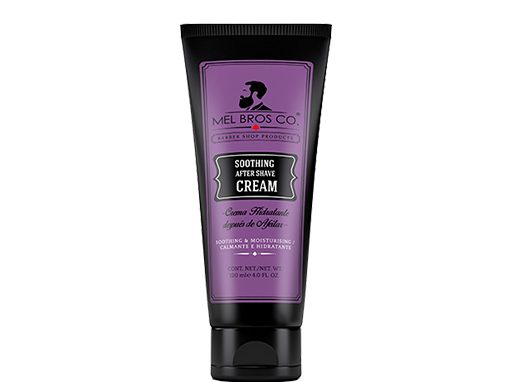 MEL BROS CO.®
BARBER SHOP PRODUCTS
SOOTHING
AFTER SHAVE
CREAM
-Crema Hidratante
después de Afeitar-
SOOTHING & MOISTURISING /
CALMANTE E HIDRATANTE
CONT. NET./NET. WT.
120 ml e 4.0 FL. OZ.